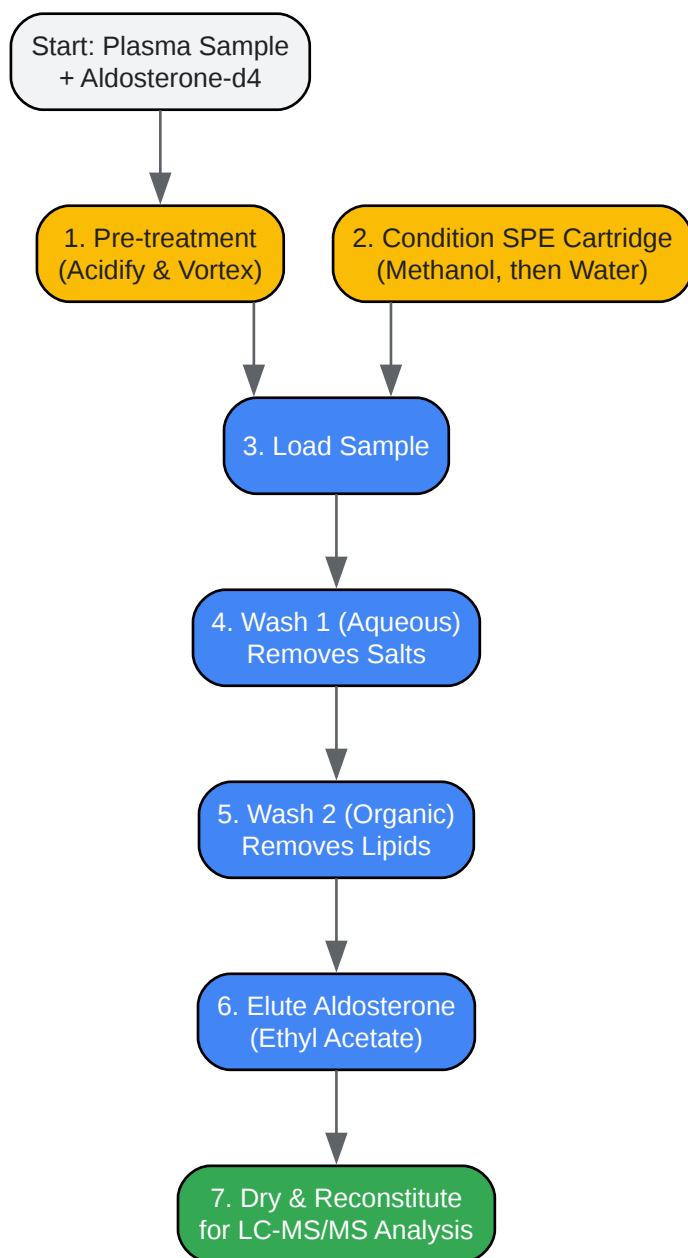 Start: Plasma Sample
+ Aldosterone-d4
1. Pre-treatment
(Acidify & Vortex)
2. Condition SPE Cartridge
(Methanol, then Water)
3. Load Sample
4. Wash 1 (Aqueous)
Removes Salts
5. Wash 2 (Organic)
Removes Lipids
6. Elute Aldosterone
(Ethyl Acetate)
7. Dry & Reconstitute
for LC-MS/MS Analysis